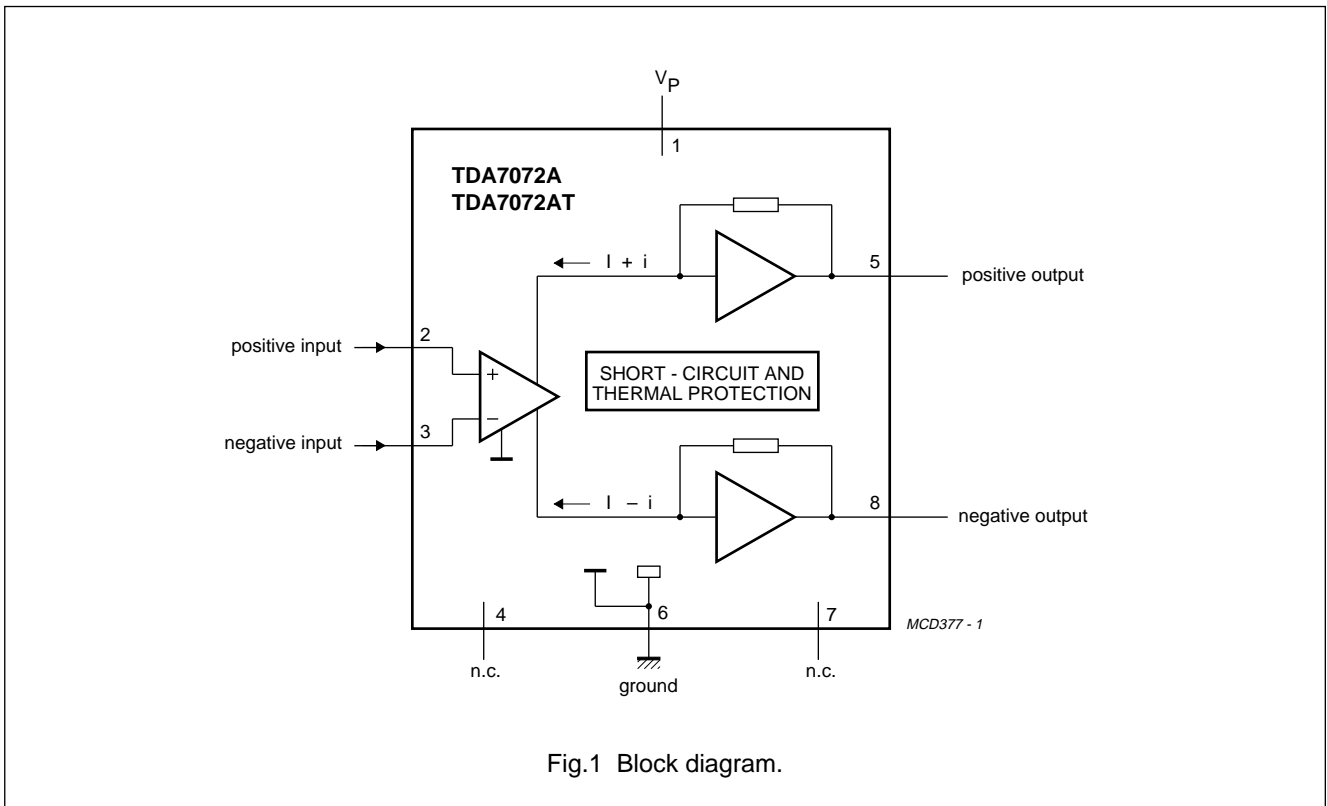 VP
1
TDA7072A
TDA7072AT
I + i
5
positive output
2
positive input
+
SHORT - CIRCUIT AND
THERMAL PROTECTION
−
negative input
3
I − i
8
negative output
4
6
7
MCD377 - 1
n.c.
ground
n.c.
Fig.1 Block diagram.